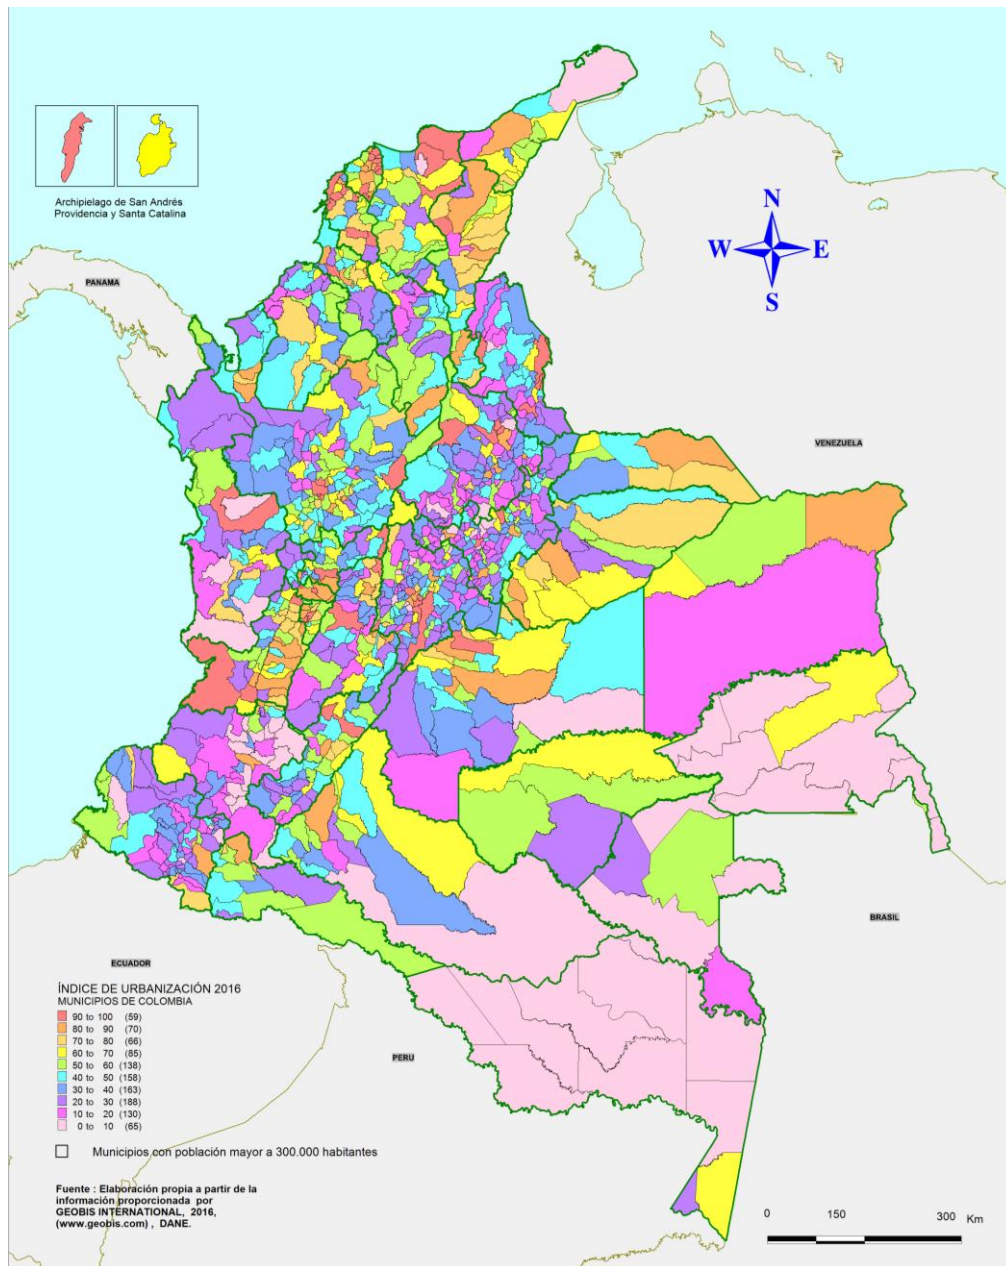 Archipielago de San Andrés
Providencia y Santa Catalina
N
W E
S
PANAMA
VENEZUELA
BRASIL
ECUADOR
PERU
ÍNDICE DE URBANIZACIÓN 2016
MUNICIPIOS DE COLOMBIA
90 to 100 (59)
80 to 90 (70)
70 to 80 (66)
60 to 70 (85)
50 to 60 (138)
40 to 50 (158)
30 to 40 (163)
20 to 30 (188)
10 to 20 (130)
0 to 10 (65)
Municipios con población mayor a 300.000 habitantes
Fuente : Elaboración propia a partir de la
información proporcionada por
GEOBIS INTERNATIONAL, 2016,
(www.geobis.com) , DANE.
0 150 300 Km